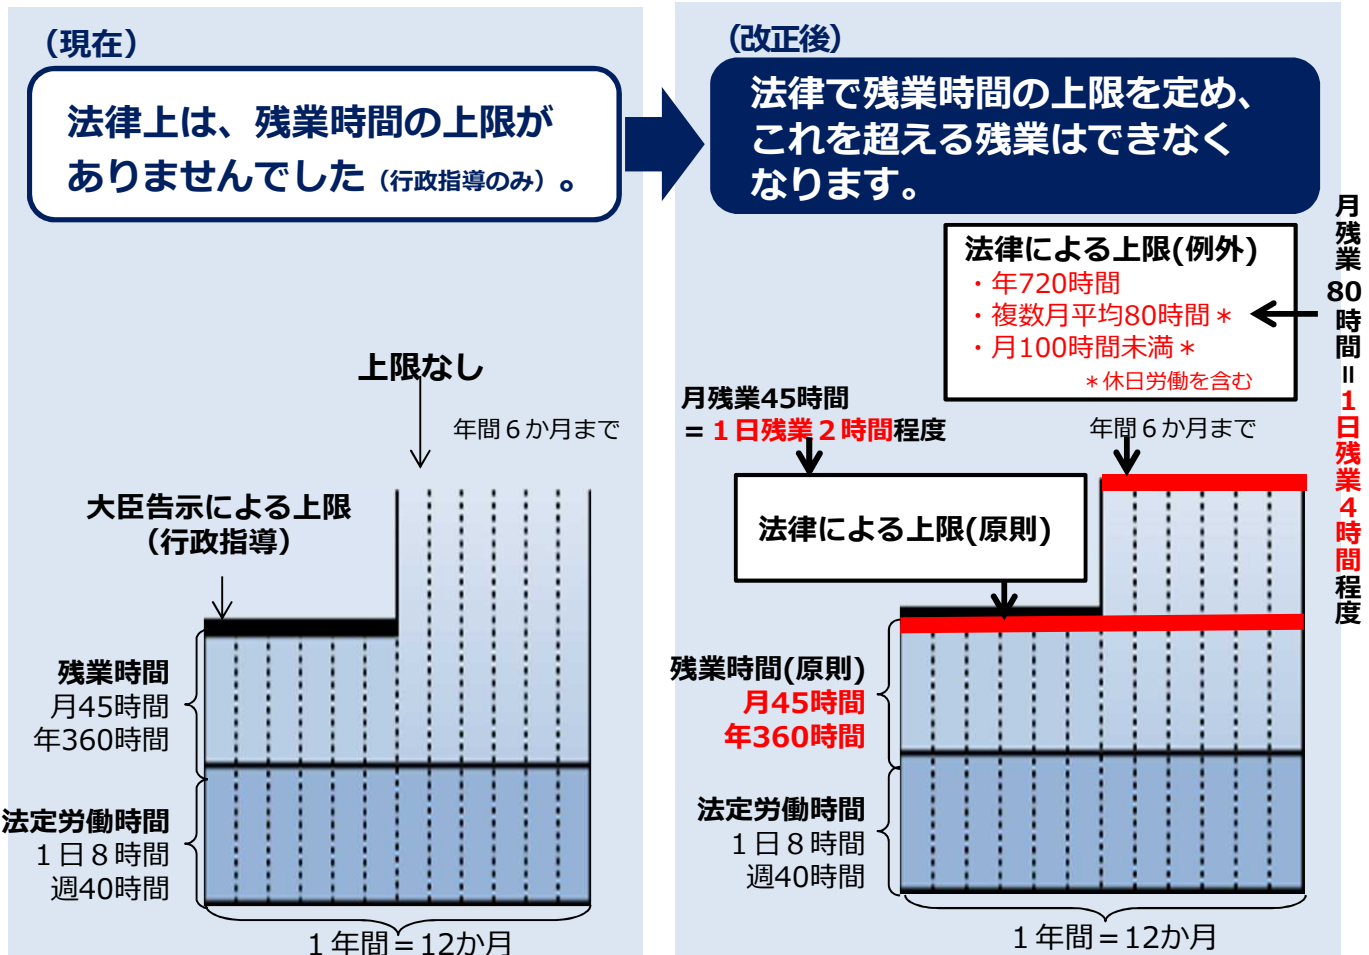 （現在）
法律上は、残業時間の上限が
ありませんでした（行政指導のみ）。
上限なし
年間６か月まで
大臣告示による上限
（行政指導）
残業時間
月45時間
年360時間
法定労働時間
１日８時間
週40時間
１年間＝12か月
（改正後）
法律で残業時間の上限を定め、
これを超える残業はできなく
なります。
法律による上限(例外)
・年720時間
・複数月平均80時間＊
・月100時間未満＊
＊休日労働を含む
月残業80時間＝１日残業４時間程度
月残業45時間
＝１日残業２時間程度
年間６か月まで
法律による上限(原則)
残業時間(原則)
月45時間
年360時間
法定労働時間
１日８時間
週40時間
１年間＝12か月